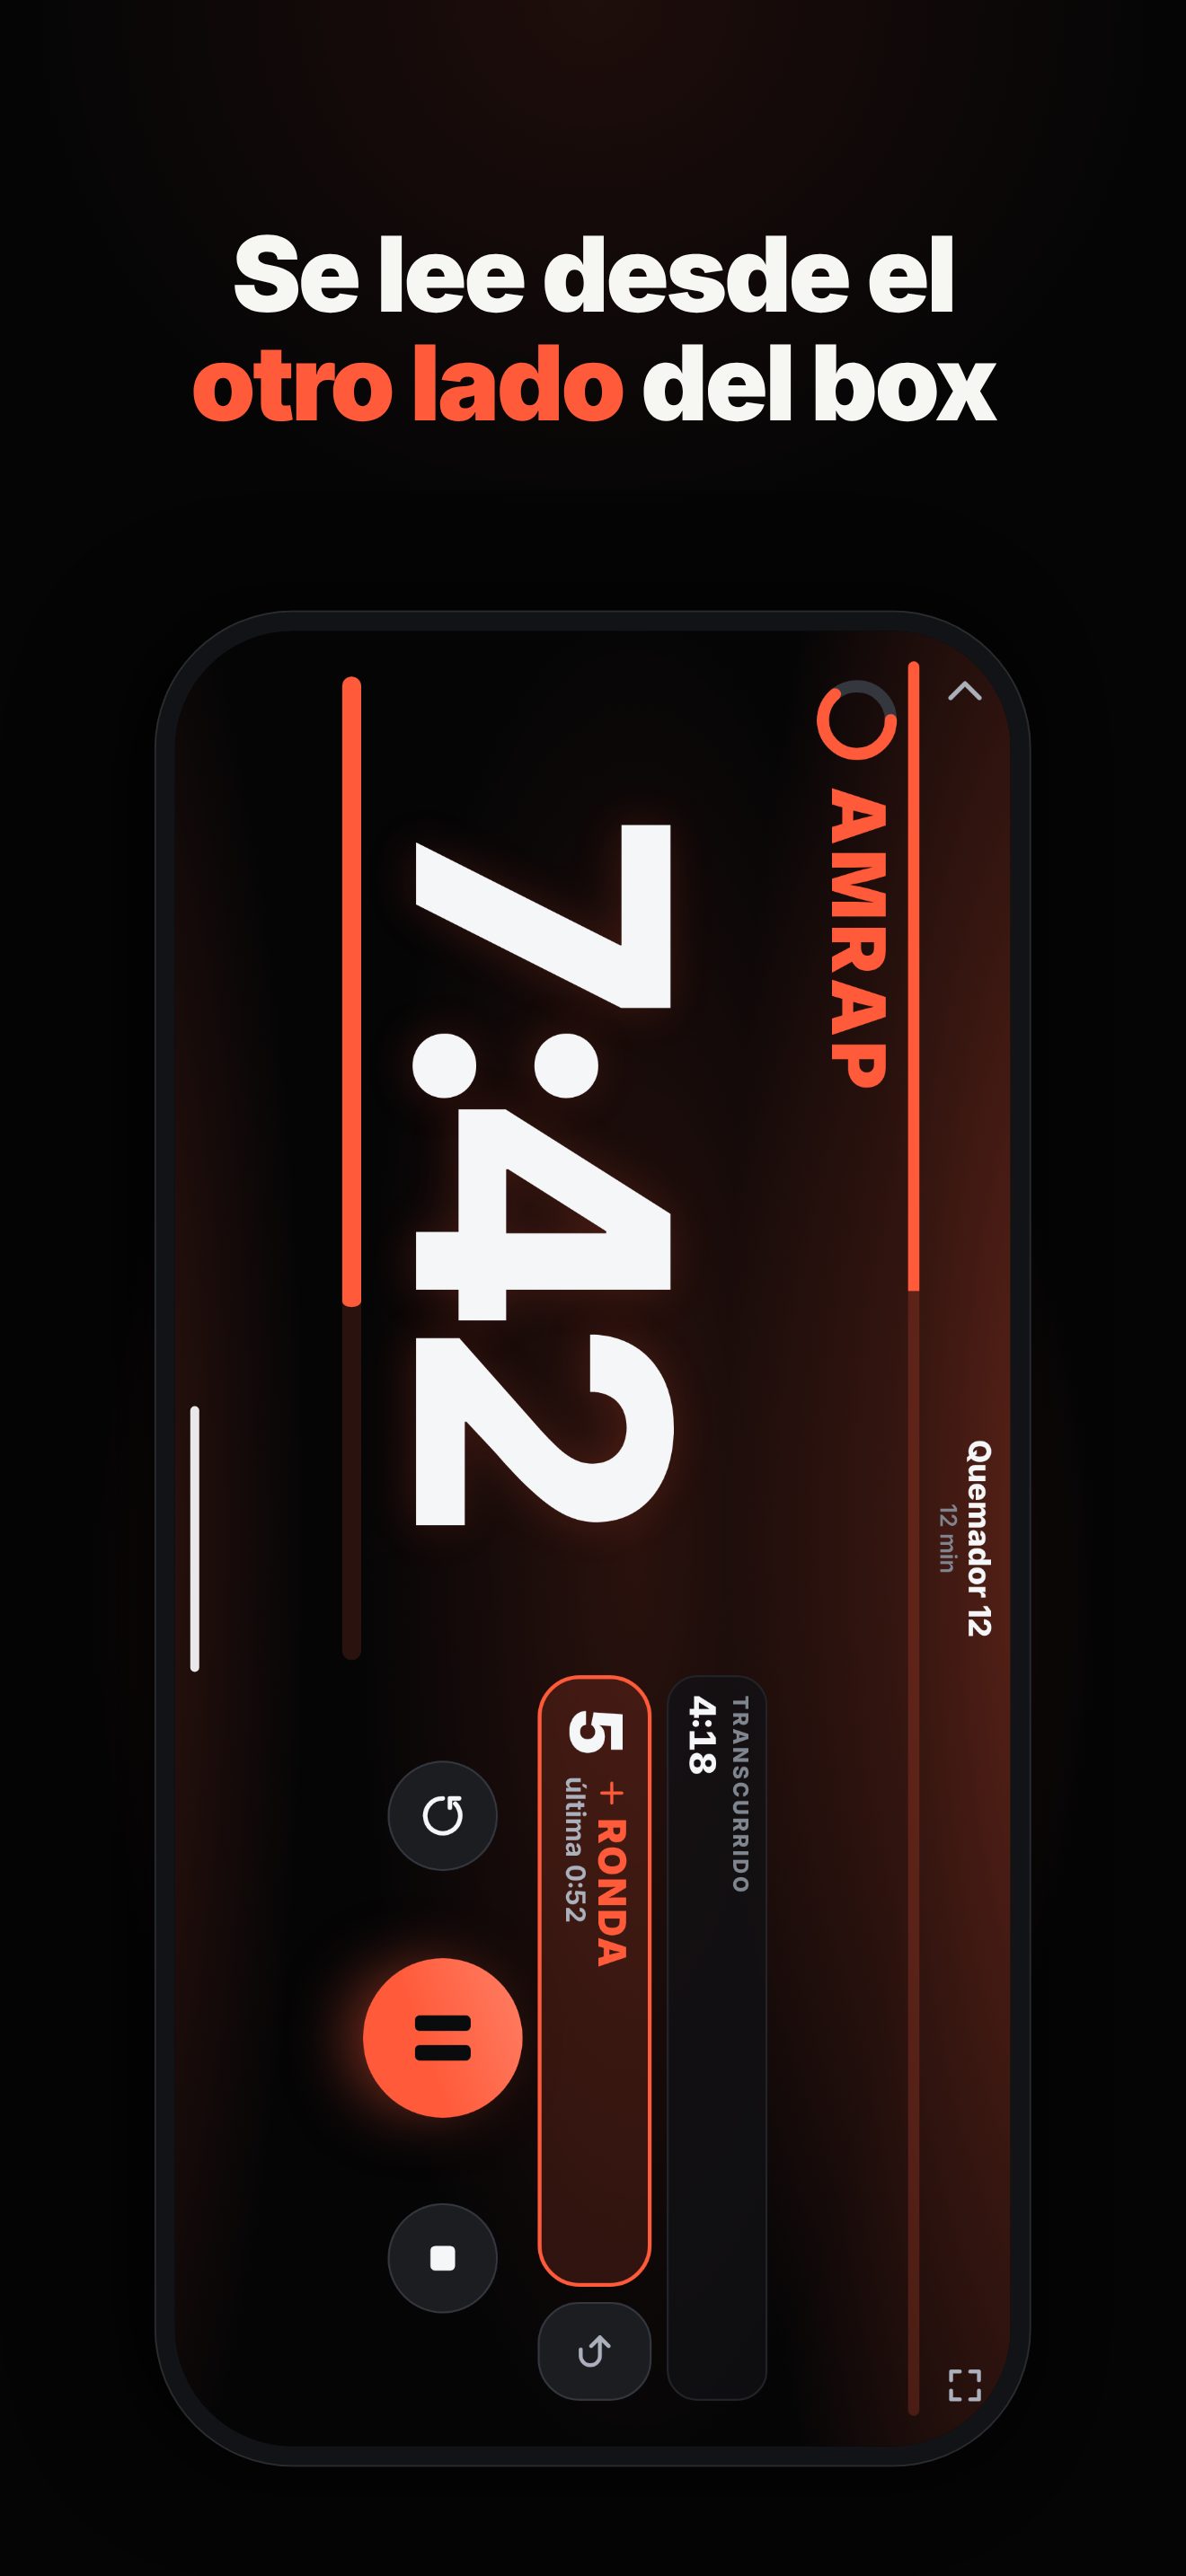 Se lee desde el
otro lado del box
Quemador 12
12 min
AMRAP
7:42
TRANSCURRIDO
4:18
5
+ RONDA
última 0:52